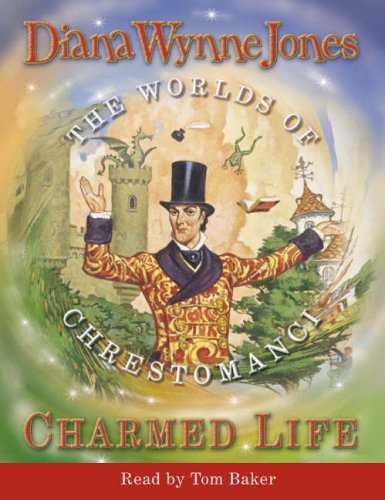 Diana Wynne Jones
THE WORLDS OF
CHRESTOMANCI
CHARMED LIFE
Read by Tom Baker